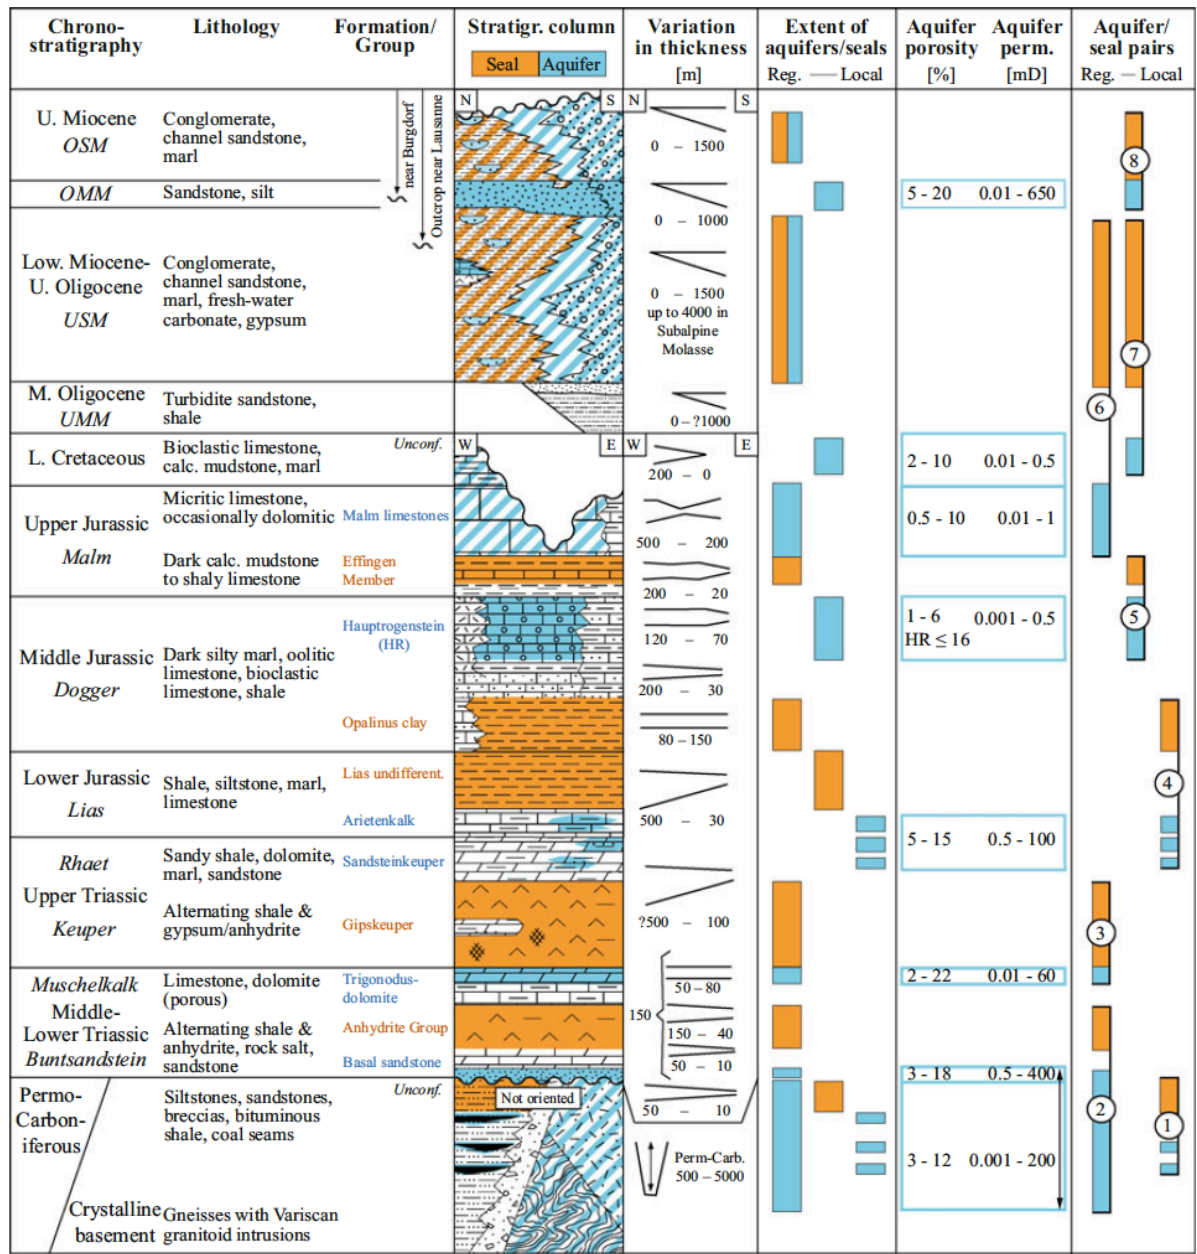 Chrono-
stratigraphy
Lithology
Formation/
Group
Stratigr. column
Seal Aquifer
Variation
in thickness
[m]
Extent of
aquifers/seals
Reg. — Local
Aquifer
porosity
[%]
Aquifer
perm.
[mD]
Aquifer/
seal pairs
Reg. — Local
U. Miocene
OSM
Conglomerate,
channel sandstone,
marl
near Burgdorf
Outcrop near Lausanne
N S
N S
0 – 1500
8
OMM
Sandstone, silt
0 – 1000
5 - 20 0.01 - 650
Low. Miocene-
U. Oligocene
USM
Conglomerate,
channel sandstone,
marl, fresh-water
carbonate, gypsum
0 – 1500
up to 4000 in
Subalpine
Molasse
7
M. Oligocene
UMM
Turbidite sandstone,
shale
0 – ?1000
6
L. Cretaceous
Bioclastic limestone,
calc. mudstone, marl
Unconf.
W E
W E
200 – 0
2 - 10 0.01 - 0.5
Upper Jurassic
Malm
Micritic limestone,
occasionally dolomitic
Malm limestones
500 – 200
0.5 - 10 0.01 - 1
Dark calc. mudstone
to shaly limestone
Effingen
Member
200 – 20
Middle Jurassic
Dogger
Dark silty marl, oolitic
limestone, bioclastic
limestone, shale
Hauptrogenstein
(HR)
120 – 70
1 - 6 0.001 - 0.5
HR ≤ 16
5
200 – 30
Opalinus clay
80 – 150
Lower Jurassic
Lias
Shale, siltstone, marl,
limestone
Lias undifferent.
Arietenkalk
500 – 30
4
5 - 15 0.5 - 100
Rhaet
Sandy shale, dolomite,
marl, sandstone
Sandsteinkeuper
Upper Triassic
Keuper
Alternating shale &
gypsum/anhydrite
Gipskeuper
?500 – 100
3
Muschelkalk
Limestone, dolomite
(porous)
Trigonodus-
dolomite
50 – 80
2 - 22 0.01 - 60
Middle-
Lower Triassic
Buntsandstein
Alternating shale &
anhydrite, rock salt,
sandstone
Anhydrite Group
150
150 – 40
Basal sandstone
50 – 10
3 - 18 0.5 - 400
Permo-
Carbon-
iferous
Siltstones, sandstones,
breccias, bituminous
shale, coal seams
Unconf.
Not oriented
50 – 10
2
1
Perm-Carb.
500 – 5000
3 - 12 0.001 - 200
Crystalline
basement
Gneisses with Variscan
granitoid intrusions